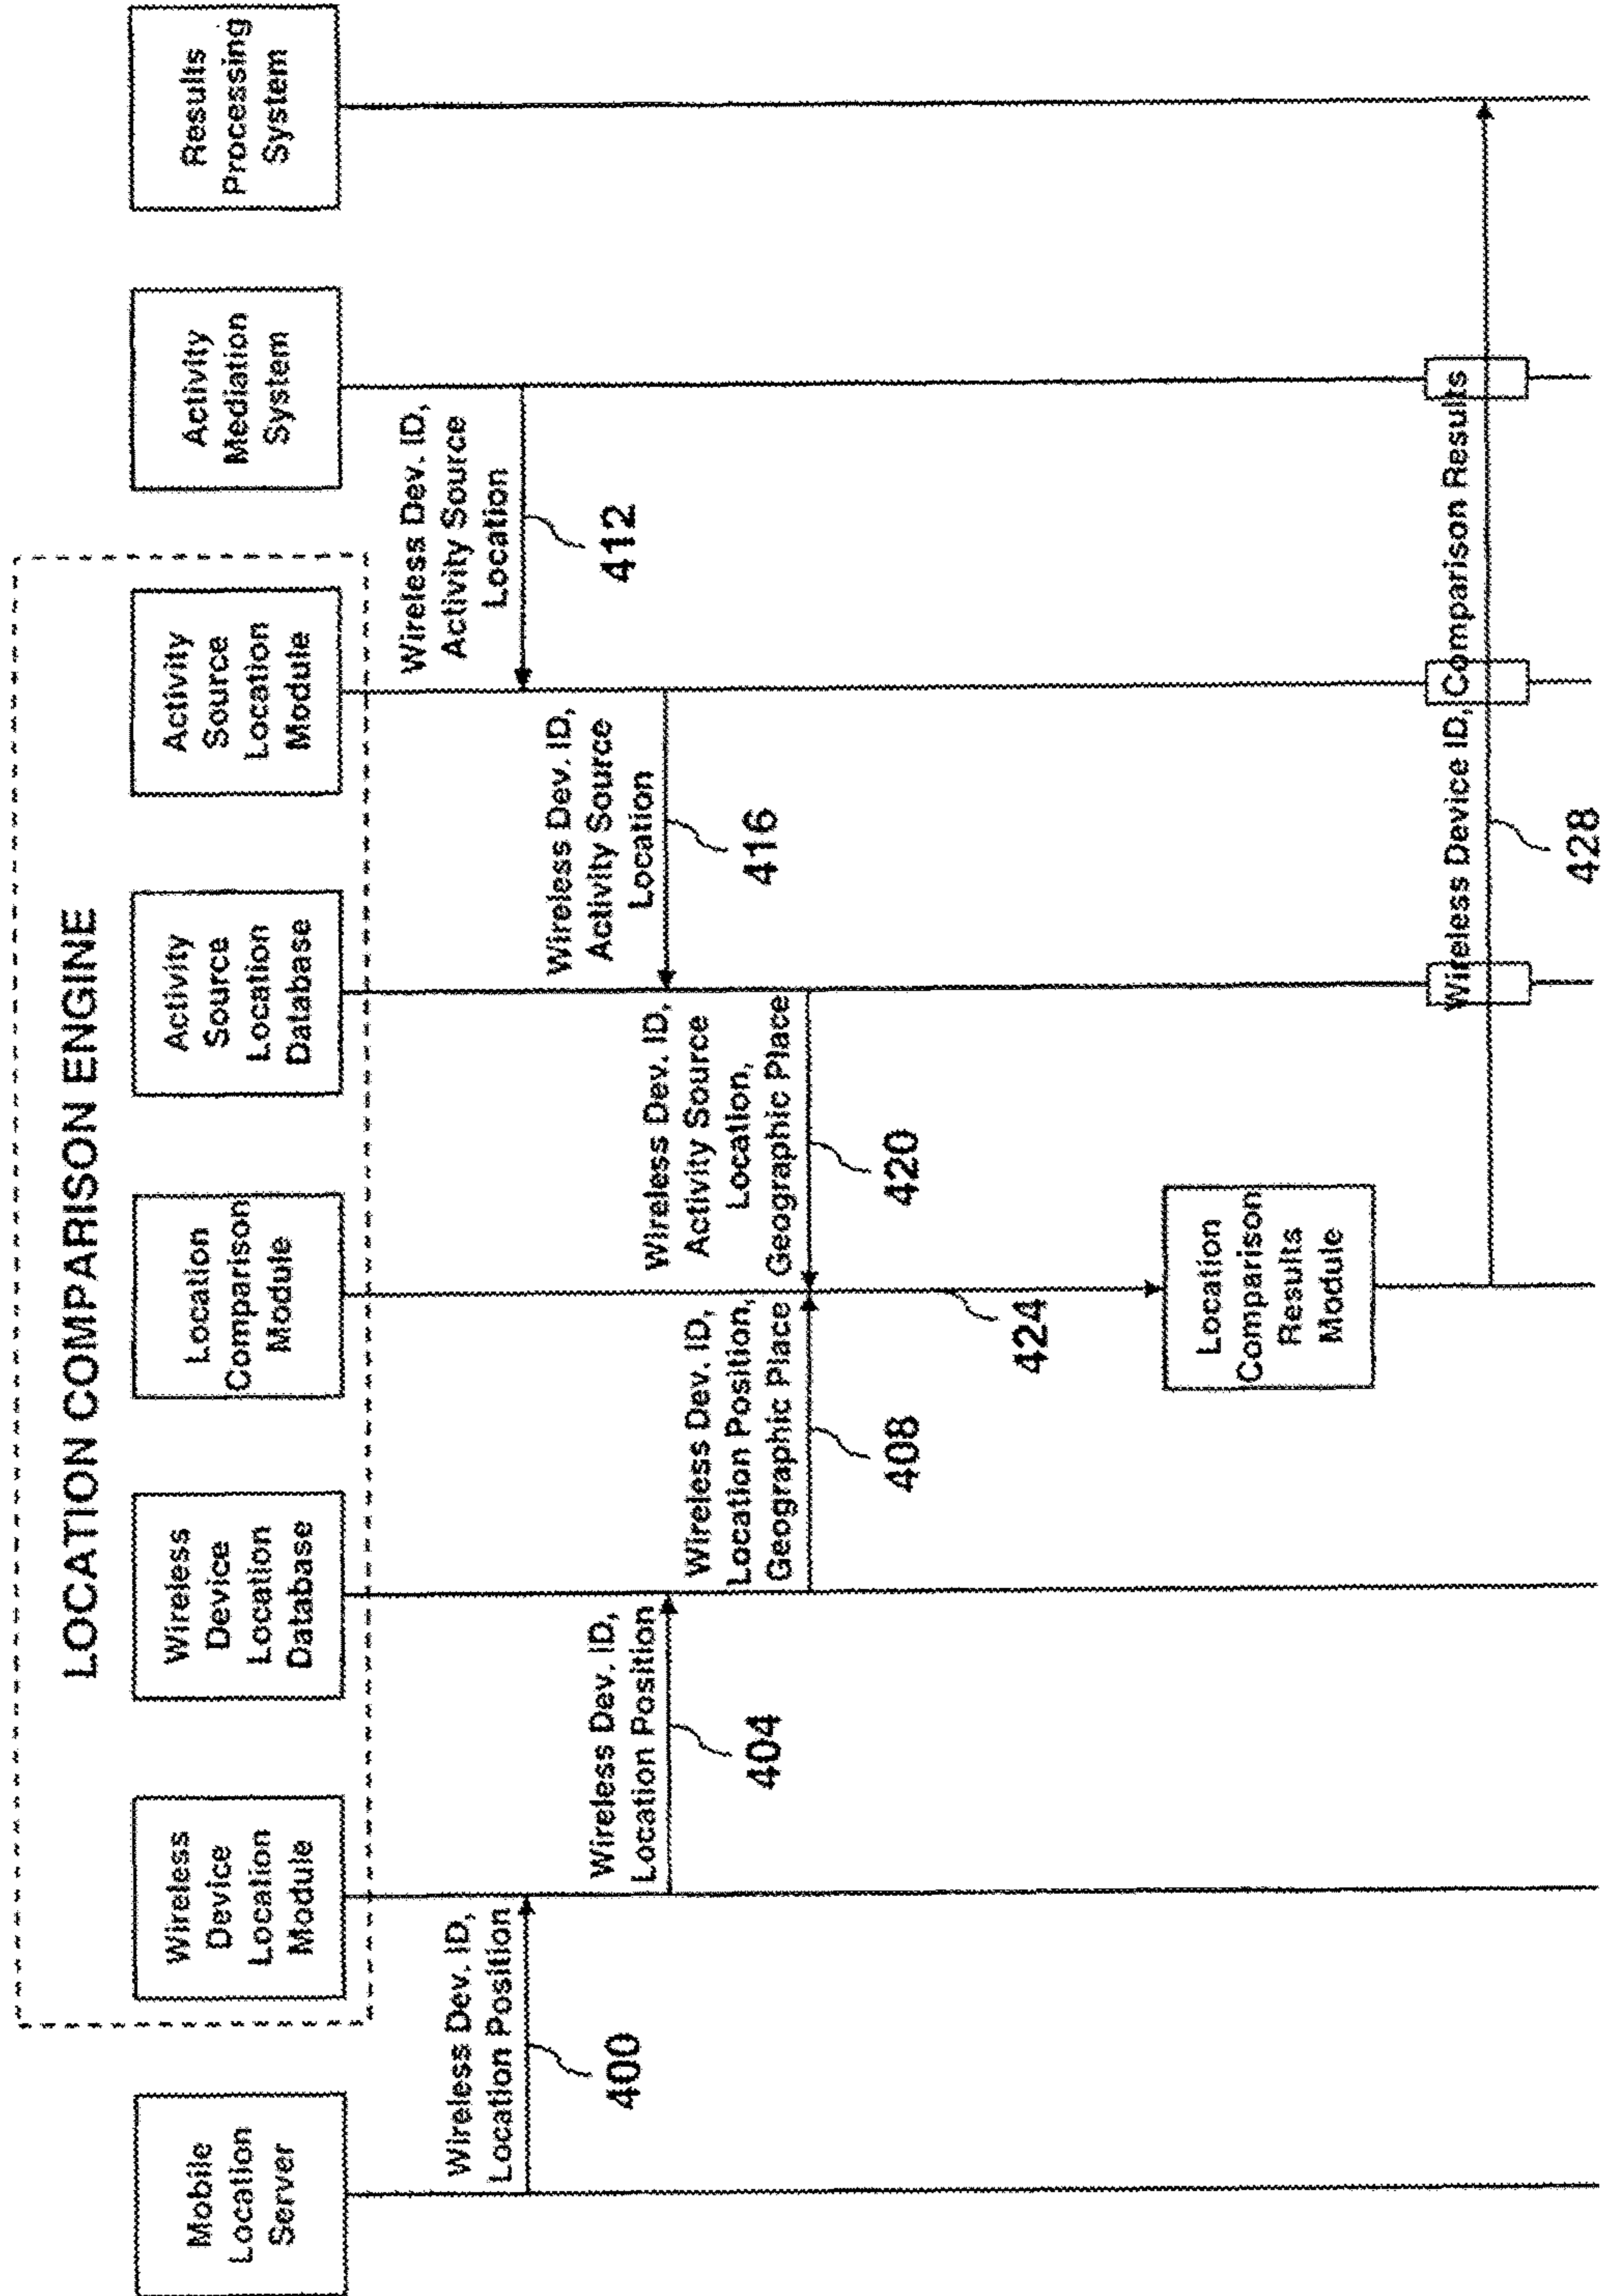 LOCATION COMPARISON ENGINE
Mobile
Location
Server
Wireless
Device
Location
Module
Wireless
Device
Location
Database
Location
Comparison
Module
Activity
Source
Location
Database
Activity
Source
Location
Module
Activity
Mediation
System
Results
Processing
System
Wireless Dev. ID,
Location Position
400
Wireless Dev. ID,
Activity Source
Location
412
Wireless Dev. ID,
Location Position
404
Wireless Dev. ID,
Activity Source
Location
416
Wireless Dev. ID,
Location Position,
Geographic Place
408
Wireless Dev. ID,
Activity Source
Location,
Geographic Place
420
424
Location
Comparison
Results
Module
Wireless Device ID, Comparison Results
428